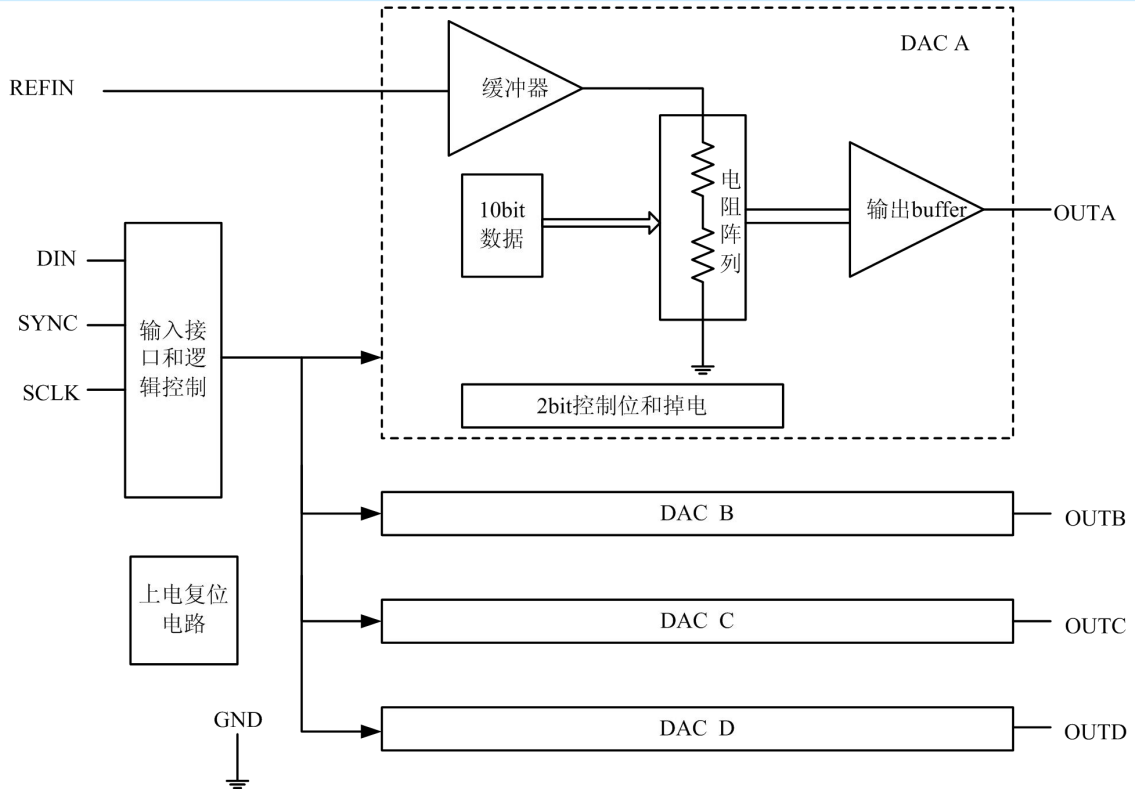 DAC A
REFIN
缓冲器
电
阻
阵
列
10bit
数据
输出buffer
OUTA
DIN
SYNC
SCLK
输入接
口和逻
辑控制
2bit控制位和掉电
DAC B
OUTB
上电复位
电路
DAC C
OUTC
GND
DAC D
OUTD